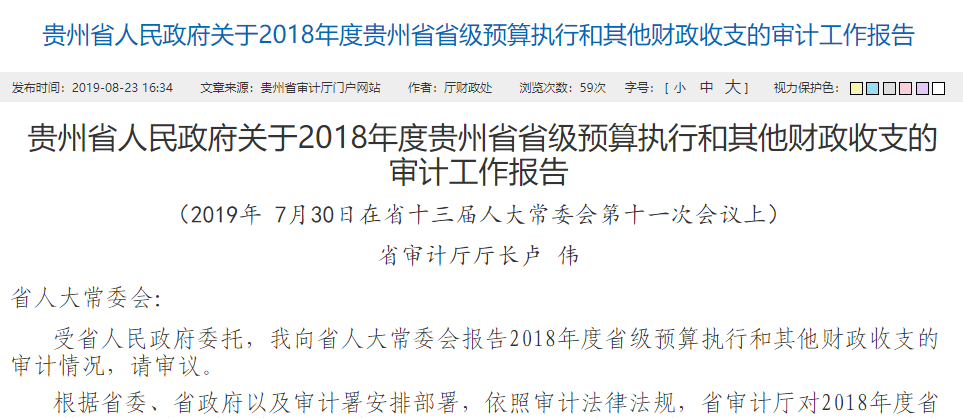 贵州省人民政府关于2018年度贵州省省级预算执行和其他财政收支的审计工作报告
发布时间：2019-08-23 16:34 文章来源：贵州省审计厅门户网站 作者：厅财政处 浏览次数：59次 字号：[ 小 中 大 ] 视力保护色：
贵州省人民政府关于2018年度贵州省省级预算执行和其他财政收支的
审计工作报告
（2019年 7月30日在省十三届人大常委会第十一次会议上）
省审计厅厅长卢 伟
省人大常委会：
受省人民政府委托，我向省人大常委会报告2018年度省级预算执行和其他财政收支的
审计情况，请审议。
根据省委、省政府以及审计署安排部署，依照审计法律法规，省审计厅对2018年度省